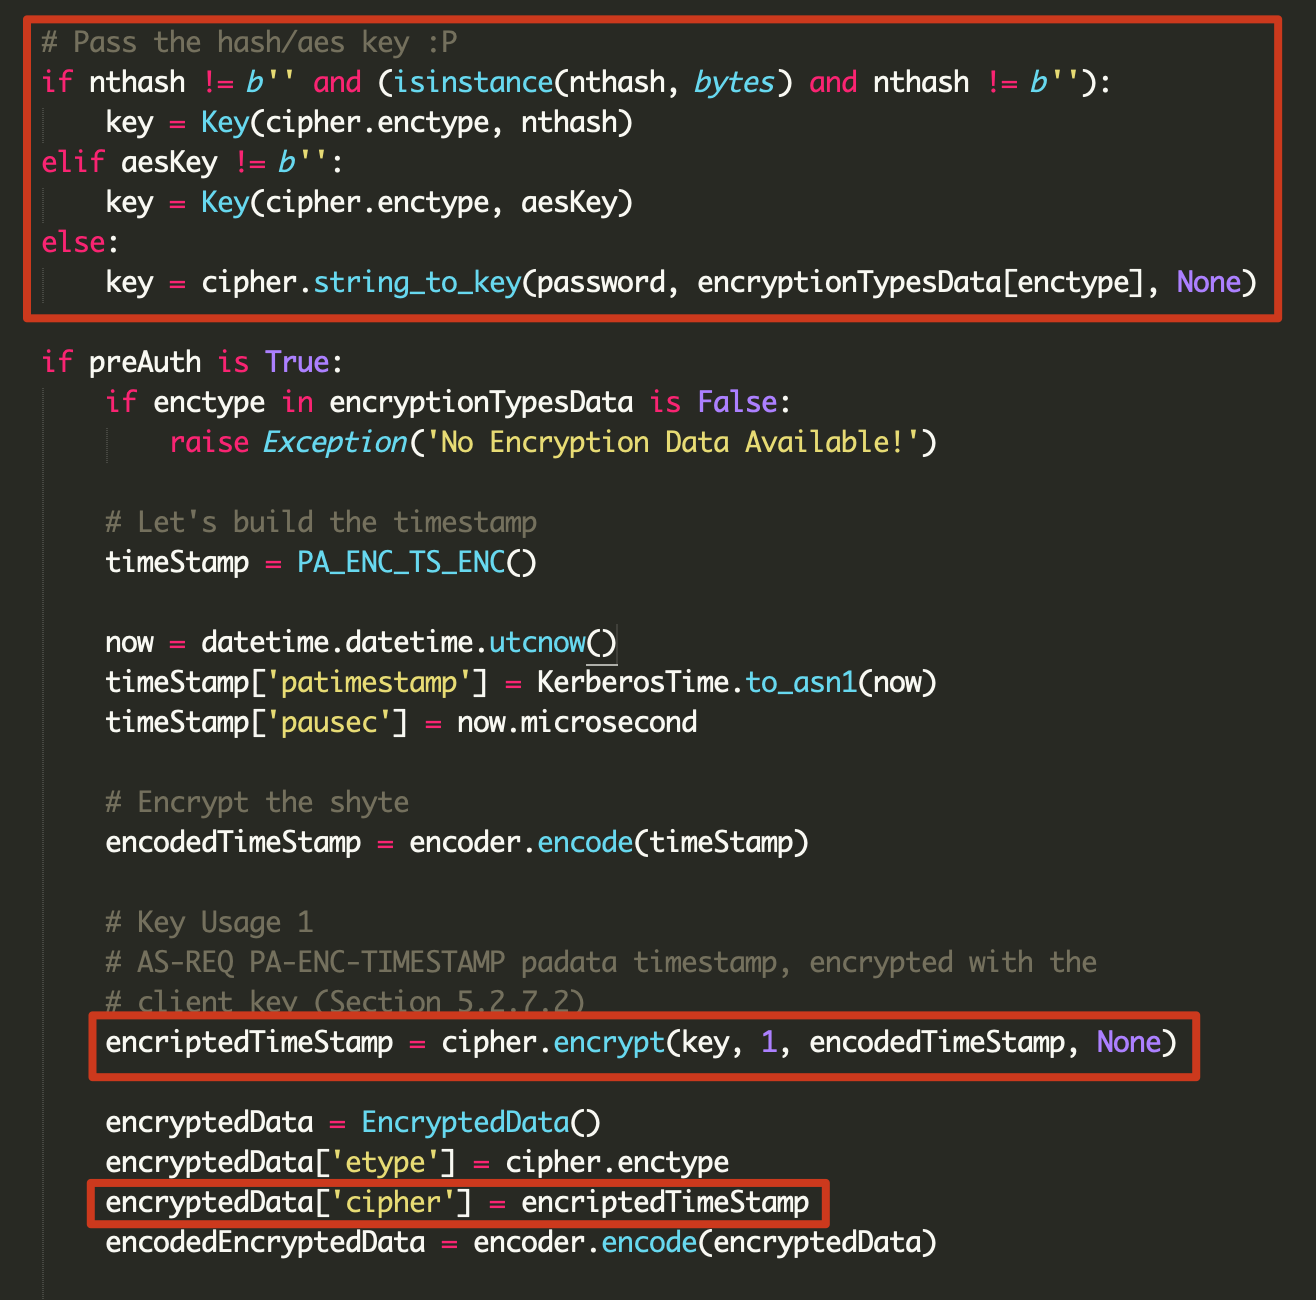 # Pass the hash/aes key :P
if nthash != b'' and (isinstance(nthash, bytes) and nthash != b''):
    key = Key(cipher.enctype, nthash)
elif aesKey != b'':
    key = Key(cipher.enctype, aesKey)
else:
    key = cipher.string_to_key(password, encryptionTypesData[enctype], None)
if preAuth is True:
    if enctype in encryptionTypesData is False:
        raise Exception('No Encryption Data Available!')
    # Let's build the timestamp
    timeStamp = PA_ENC_TS_ENC()
    now = datetime.datetime.utcnow()
    timeStamp['patimestamp'] = KerberosTime.to_asn1(now)
    timeStamp['pausec'] = now.microsecond
    # Encrypt the shyte
    encodedTimeStamp = encoder.encode(timeStamp)
    # Key Usage 1
    # AS-REQ PA-ENC-TIMESTAMP padata timestamp, encrypted with the
    # client key (Section 5.2.7.2)
    encriptedTimeStamp = cipher.encrypt(key, 1, encodedTimeStamp, None)
    encryptedData = EncryptedData()
    encryptedData['etype'] = cipher.enctype
    encryptedData['cipher'] = encriptedTimeStamp
    encodedEncryptedData = encoder.encode(encryptedData)